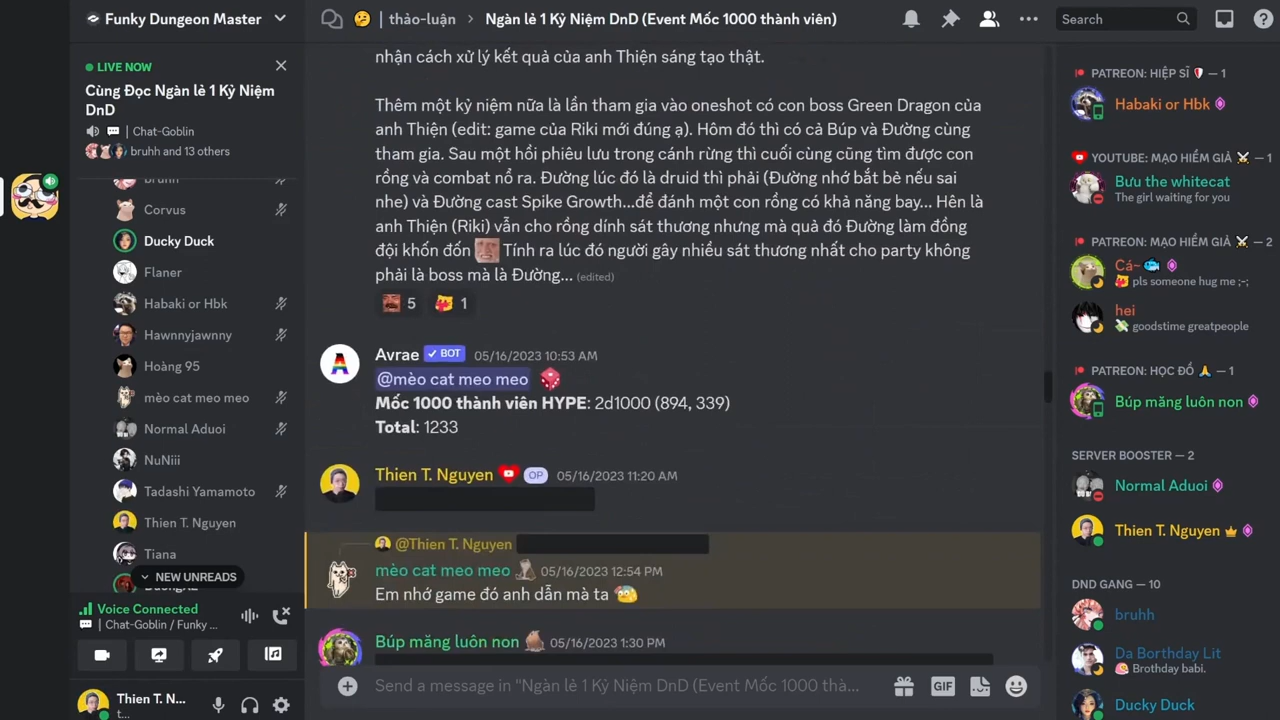 Funky Dungeon Master
thảo-luận
Ngàn lẻ 1 Kỷ Niệm DnD (Event Mốc 1000 thành viên)
Search
LIVE NOW
Cùng Đọc Ngàn lẻ 1 Kỷ Niệm
DnD
| Chat-Goblin
bruhh and 13 others
bruhh
Corvus
Ducky Duck
Flaner
Habaki or Hbk
Hawnnyjawnny
Hoàng 95
mèo cat meo meo
Normal Aduoi
NuNiii
Tadashi Yamamoto
Thien T. Nguyen
Tiana
NEW UNREADS
Voice Connected
| Chat-Goblin / Funky ...
Thien T. N...
t...
nhận cách xử lý kết quả của anh Thiện sáng tạo thật.
Thêm một kỷ niệm nữa là lần tham gia vào oneshot có con boss Green Dragon của
anh Thiện (edit: game của Riki mới đúng ạ). Hôm đó thì có cả Búp và Đường cùng
tham gia. Sau một hồi phiêu lưu trong cánh rừng thì cuối cùng cũng tìm được con
rồng và combat nổ ra. Đường lúc đó là druid thì phải (Đường nhớ bắt bẻ nếu sai
nhe) và Đường cast Spike Growth...để đánh một con rồng có khả năng bay... Hên là
anh Thiện (Riki) vẫn cho rồng dính sát thương nhưng mà quả đó Đường làm đồng
đội khốn đốn Tính ra lúc đó người gây nhiều sát thương nhất cho party không
phải là boss mà là Đường... (edited)
5 1
Avrae BOT 05/16/2023 10:53 AM
@mèo cat meo meo
Mốc 1000 thành viên HYPE: 2d1000 (894, 339)
Total: 1233
Thien T. Nguyen OP 05/16/2023 11:20 AM
@Thien T. Nguyen
mèo cat meo meo 05/16/2023 12:54 PM
Em nhớ game đó anh dẫn mà ta
Búp măng luôn non 05/16/2023 1:30 PM
Send a message in "Ngàn lẻ 1 Kỷ Niệm DnD (Event Mốc 1000 thà...
GIF
PATREON: HIỆP SĨ — 1
Habaki or Hbk
YOUTUBE: MẠO HIỂM GIẢ — 1
Bưu the whitecat
The girl waiting for you
PATREON: MẠO HIỂM GIẢ — 2
Cá~
pls someone hug me ;-;
hei
goodstime greatpeople
PATREON: HỌC ĐỒ — 1
Búp măng luôn non
SERVER BOOSTER — 2
Normal Aduoi
Thien T. Nguyen
DND GANG — 10
bruhh
Da Borthday Lit
Brothday babi.
Ducky Duck